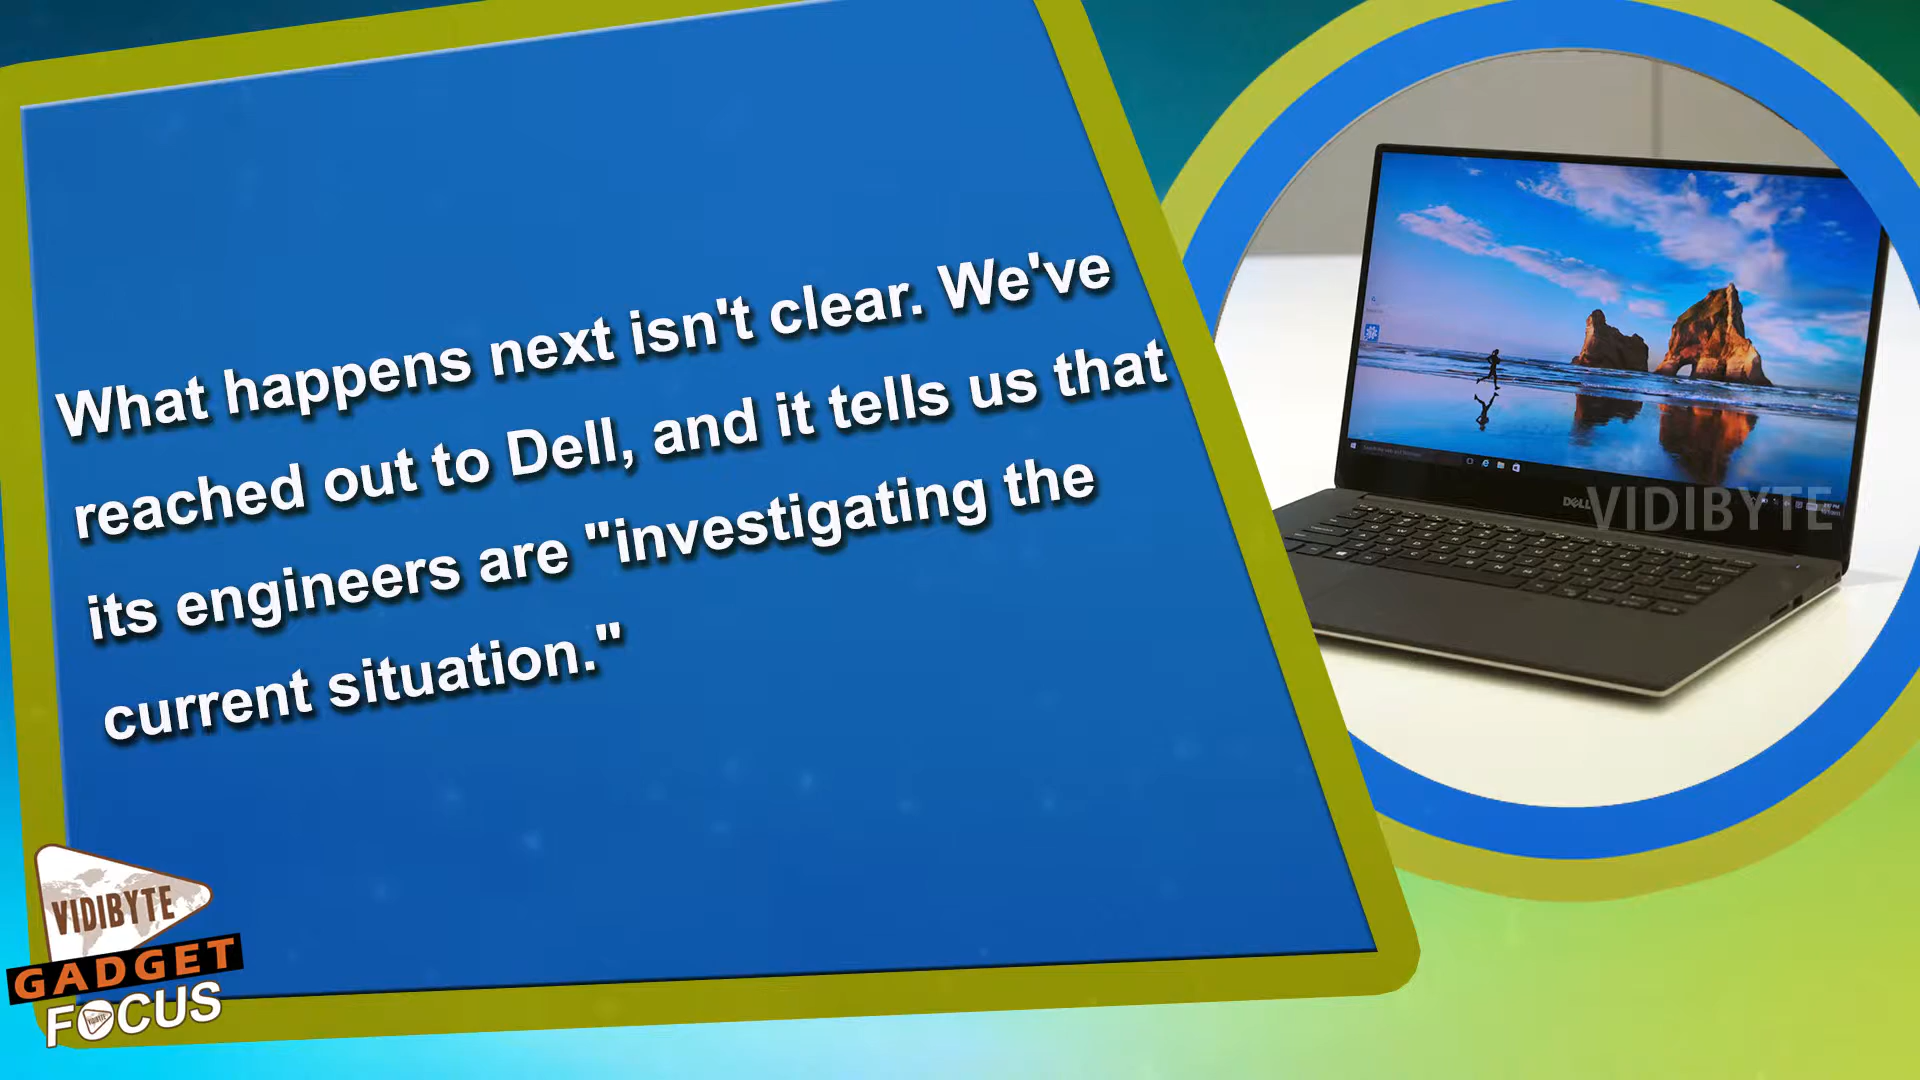 What happens next isn't clear. We've
reached out to Dell, and it tells us that
its engineers are "investigating the
current situation."
DELL
VIDIBYTE
VIDIBYTE
GADGET
FOCUS